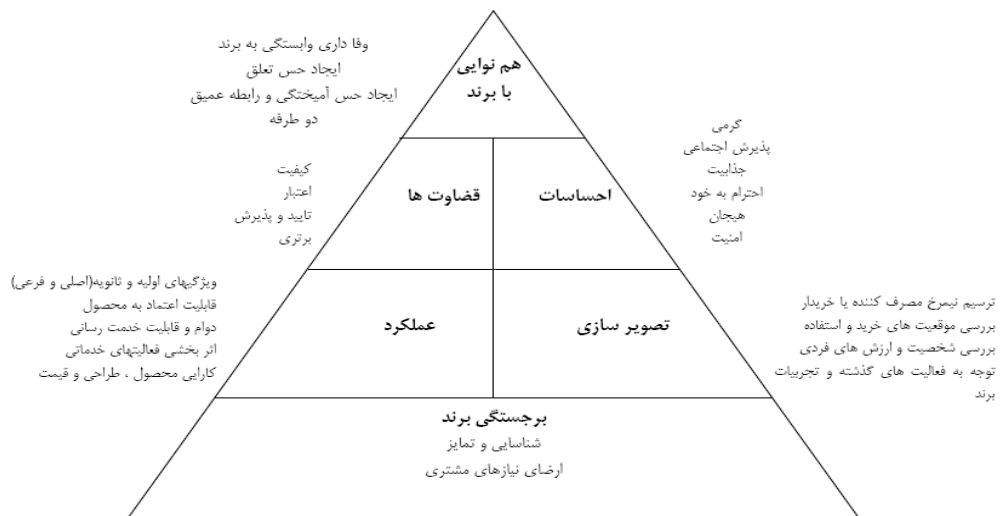 هم نوایی
با برند
وفا داری وابستگی به برند
ایجاد حس تعلق
ایجاد حس آمیختگی و رابطه عمیق
دو طرفه
گرمی
پذیرش اجتماعی
جذابیت
احترام به خود
هیجان
امنیت
احساسات
قضاوت ها
کیفیت
اعتبار
تایید و پذیرش
برتری
ترسیم نیمرخ مصرف کننده یا خریدار
بررسی موقعیت های خرید و استفاده
بررسی شخصیت و ارزش های فردی
توجه به فعالیت های گذشته و تجربیات
برند
تصویر سازی
عملکرد
ویژگیهای اولیه و ثانویه(اصلی و فرعی)
قابلیت اعتماد به محصول
دوام و قابلیت خدمت رسانی
اثر بخشی فعالیتهای خدماتی
کارایی محصول ، طراحی و قیمت
برجستگی برند
شناسایی و تمایز
ارضای نیازهای مشتری